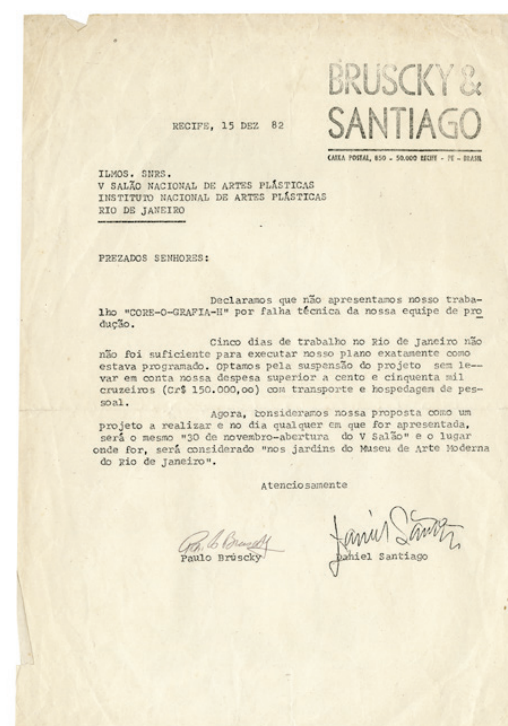 BRUSCKY &
SANTIAGO
CAIXA POSTAL, 850 - 50.000 RECIFE - PE - BRASIL
RECIFE, 15 DEZ 82
ILMOS. SNRS.
V SALÃO NACIONAL DE ARTES PLÁSTICAS
INSTITUTO NACIONAL DE ARTES PLÁSTICAS
RIO DE JANEIRO
PREZADOS SENHORES:
Declaramos que não apresentamos nosso traba-
lho "CORE-O-GRAFIA-II" por falha técnica da nossa equipe de pro
dução.
Cinco dias de trabalho no Rio de Janeiro não
não foi suficiente para executar nosso plano exatamente como
estava programado. Optamos pela suspensão do projeto sem le--
var em conta nossa despesa superior a cento e cinquenta mil
cruzeiros (Cr$ 150.000,oo) com transporte e hospedagem de pes-
soal.
Agora, consideramos nossa proposta como um
projeto a realizar e no dia qualquer em que for apresentada,
será o mesmo "30 de novembro-abertura do V Salão" e o lugar
onde for, será considerado "nos jardins do Museu de Arte Moderna
do Rio de Janeiro".
Atenciosamente
Paulo Bruscky
Daniel Santiago
Paulo Brúscky
Daniel Santiago